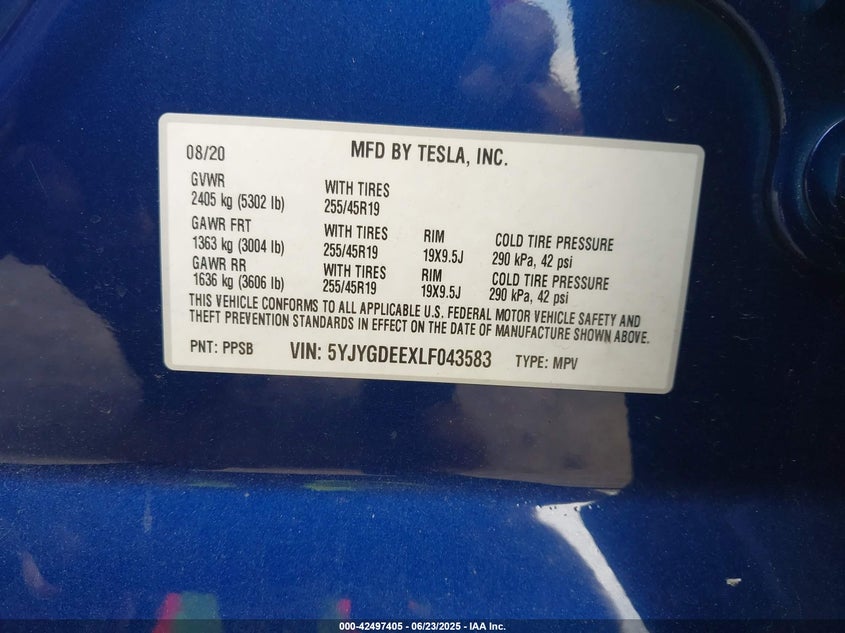 08/20 MFD BY TESLA, INC.
GVWR WITH TIRES
2405 kg (5302 lb) 255/45R19
GAWR FRT WITH TIRES RIM COLD TIRE PRESSURE
1363 kg (3004 lb) 255/45R19 19X9.5J 290 kPa, 42 psi
GAWR RR WITH TIRES RIM COLD TIRE PRESSURE
1636 kg (3606 lb) 255/45R19 19X9.5J 290 kPa, 42 psi
THIS VEHICLE CONFORMS TO ALL APPLICABLE U.S. FEDERAL MOTOR VEHICLE SAFETY AND
THEFT PREVENTION STANDARDS IN EFFECT ON THE DATE OF MANUFACTURE SHOWN ABOVE.
PNT: PPSB VIN: 5YJYGDEEXLF043583 TYPE: MPV
000-42497405 - 06/23/2025 - IAA Inc.